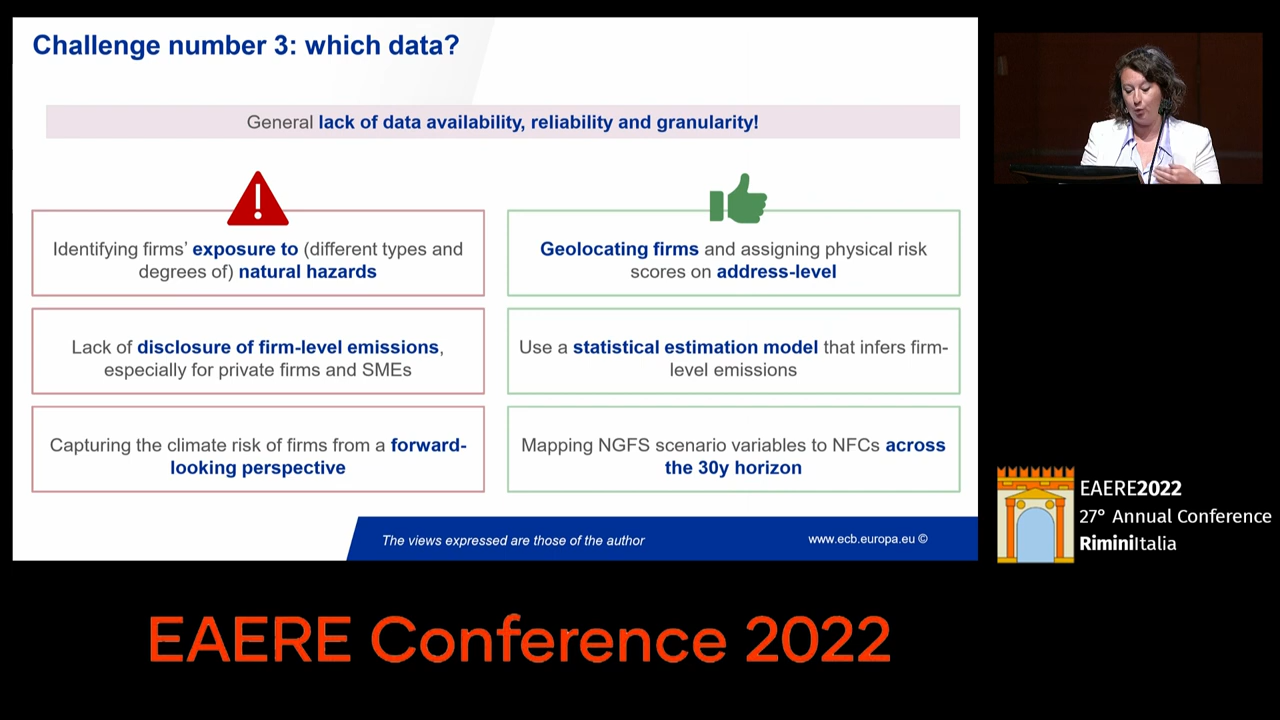 Challenge number 3: which data?
General lack of data availability, reliability and granularity!
Identifying firms’ exposure to (different types and
degrees of) natural hazards
Geolocating firms and assigning physical risk
scores on address-level
Lack of disclosure of firm-level emissions,
especially for private firms and SMEs
Use a statistical estimation model that infers firm-
level emissions
Capturing the climate risk of firms from a forward-
looking perspective
Mapping NGFS scenario variables to NFCs across
the 30y horizon
The views expressed are those of the author
www.ecb.europa.eu ©
EAERE2022
27° Annual Conference
RiminiItalia
EAERE Conference 2022